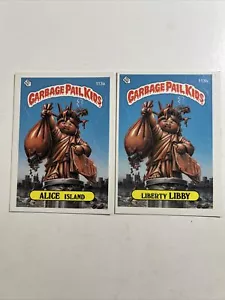 GARBAGE PAIL KIDS
ALICE ISLAND
GARBAGE PAIL KIDS
LIBERTY LIBBY